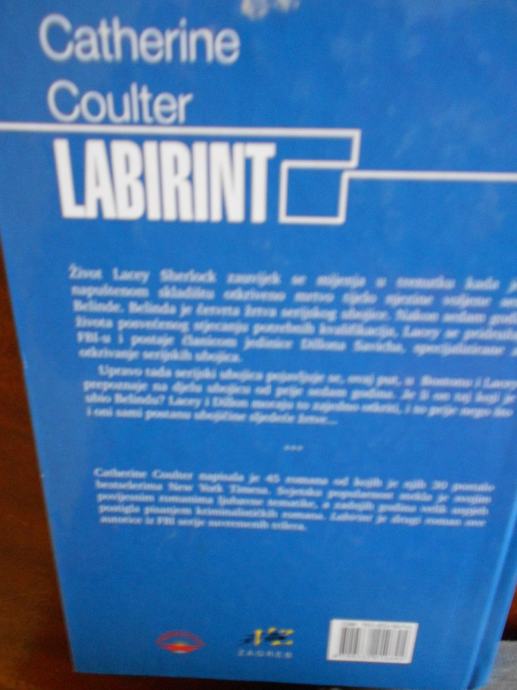 Catherine
Coulter
LABIRINT
Život Lacey Sherlock zauvijek se mijenja u trenutku kada je
napuštenom skladištu otkriveno mrtvo tijelo njezine voljene
Belinde. Belinda je četvrta žrtva serijskog ubojice. Nakon sedam
života posvećenog stjecanju potrebnih kvalifikacija, Lacey se
FBI-u i postaje članicom jedinice Dillona Savicha, specijalizirane
otkrivanje serijskih ubojica.
Upravo tada serijski ubojica pojavljuje se, ovaj put, u Bostonu i Lacey
prepoznaje na djelu ubojicu od prije sedam godina. Je li on taj koji je
ubio Belindu? Lacey i Dillon moraju to zajedno otkriti, i to prije nego što
i oni sami postanu ubojičine sljedeće žrtve...
***
Catherine Coulter napisala je 45 romana od kojih je njih 30 postalo
bestselerima New York Timesa. Svjetsku popularnost stekla je svojim
povijesnim romanima ljubavne tematike, a zadnjih godina velik uspjeh
postigla pisanjem kriminalističkih romana. Labirint je drugi roman ove
autorice iz FBI serije suvremenih trilera.
ZAGREB